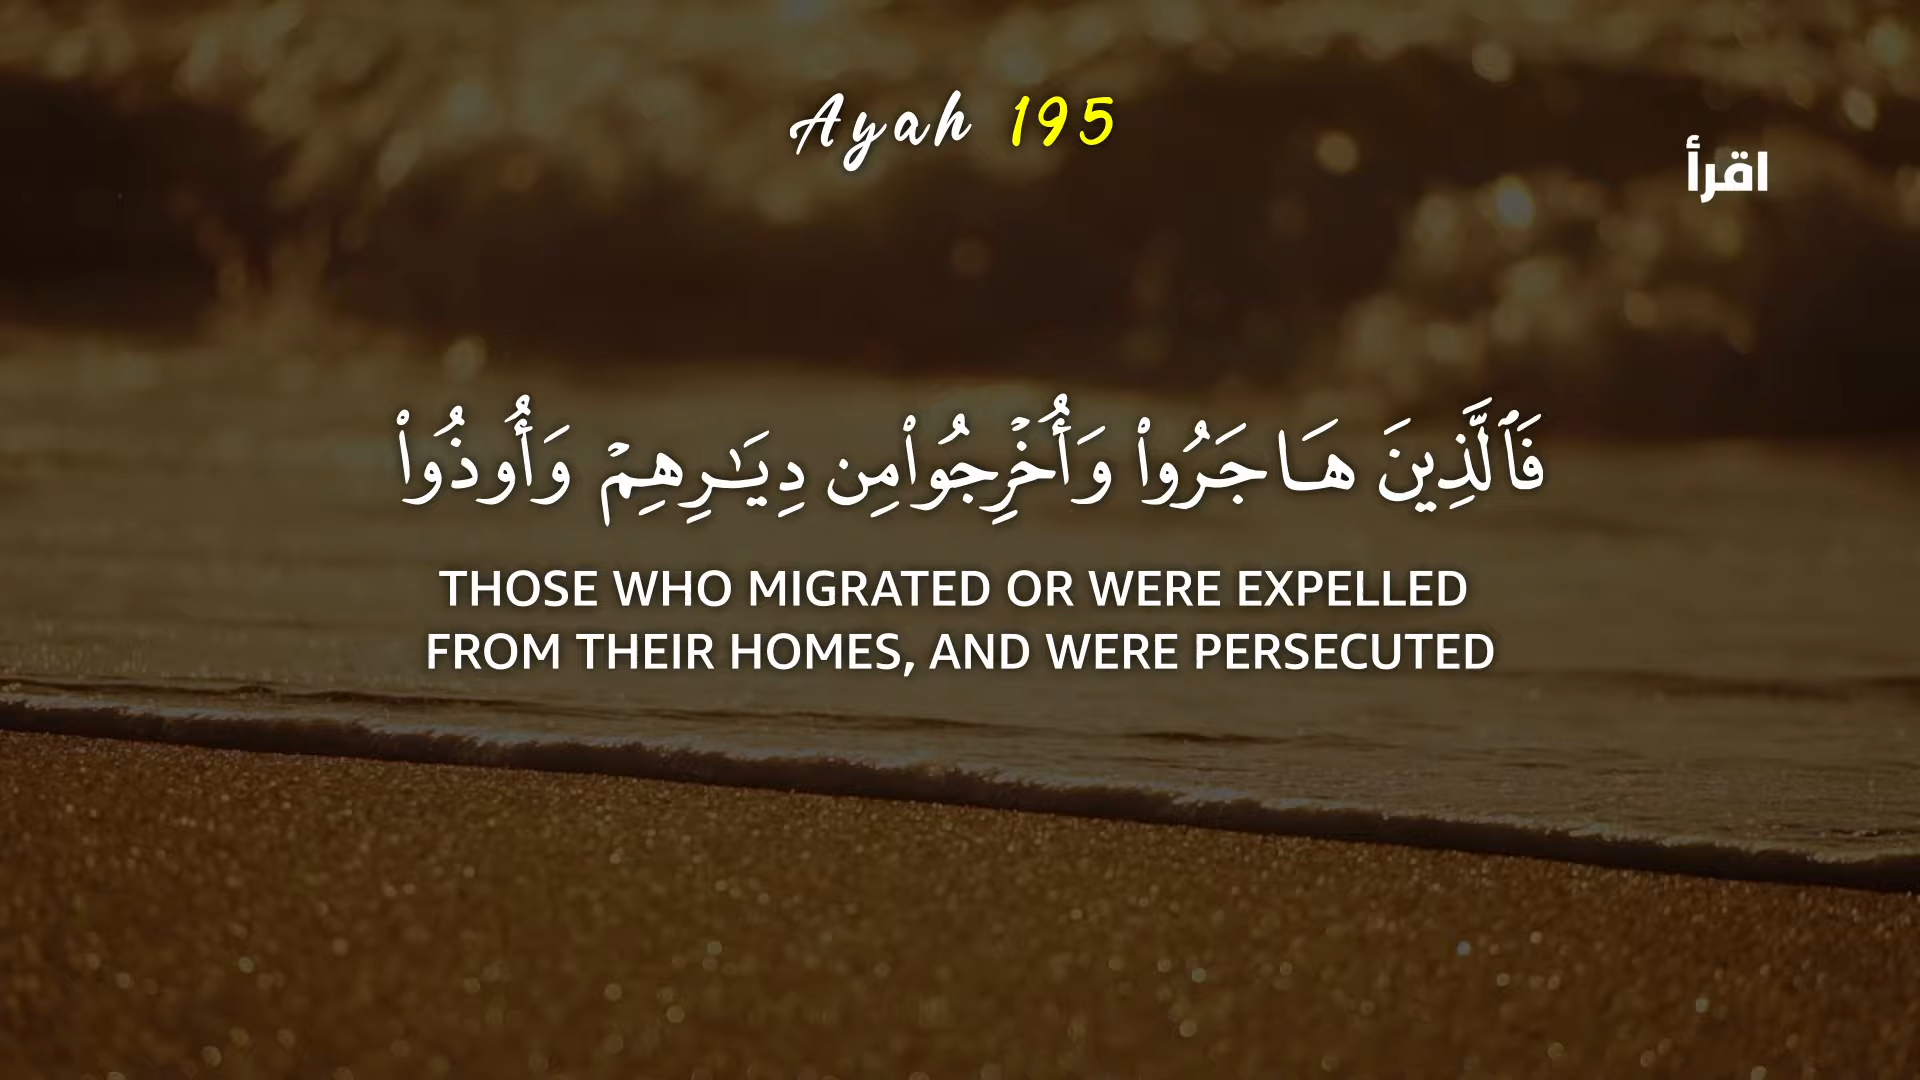 Ayah 195
اقرأ
فَٱلَّذِينَ هَاجَرُوا۟ وَأُخْرِجُوا۟مِن دِيَـٰرِهِمْ وَأُوذُوا۟
THOSE WHO MIGRATED OR WERE EXPELLED
FROM THEIR HOMES, AND WERE PERSECUTED